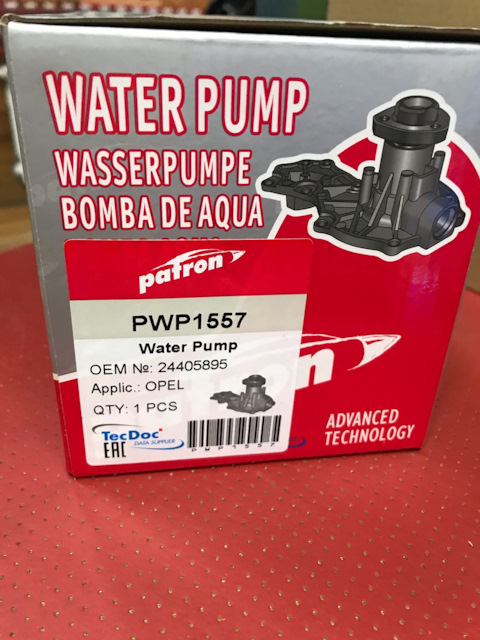 WATER PUMP
WASSERPUMPE
BOMBA DE AQUA
patron
PWP1557
Water Pump
OEM №: 24405895
Applic.: OPEL
QTY: 1 PCS
TecDoc
DATA SUPPLIER
EAC
PWP1557
ADVANCED
TECHNOLOGY